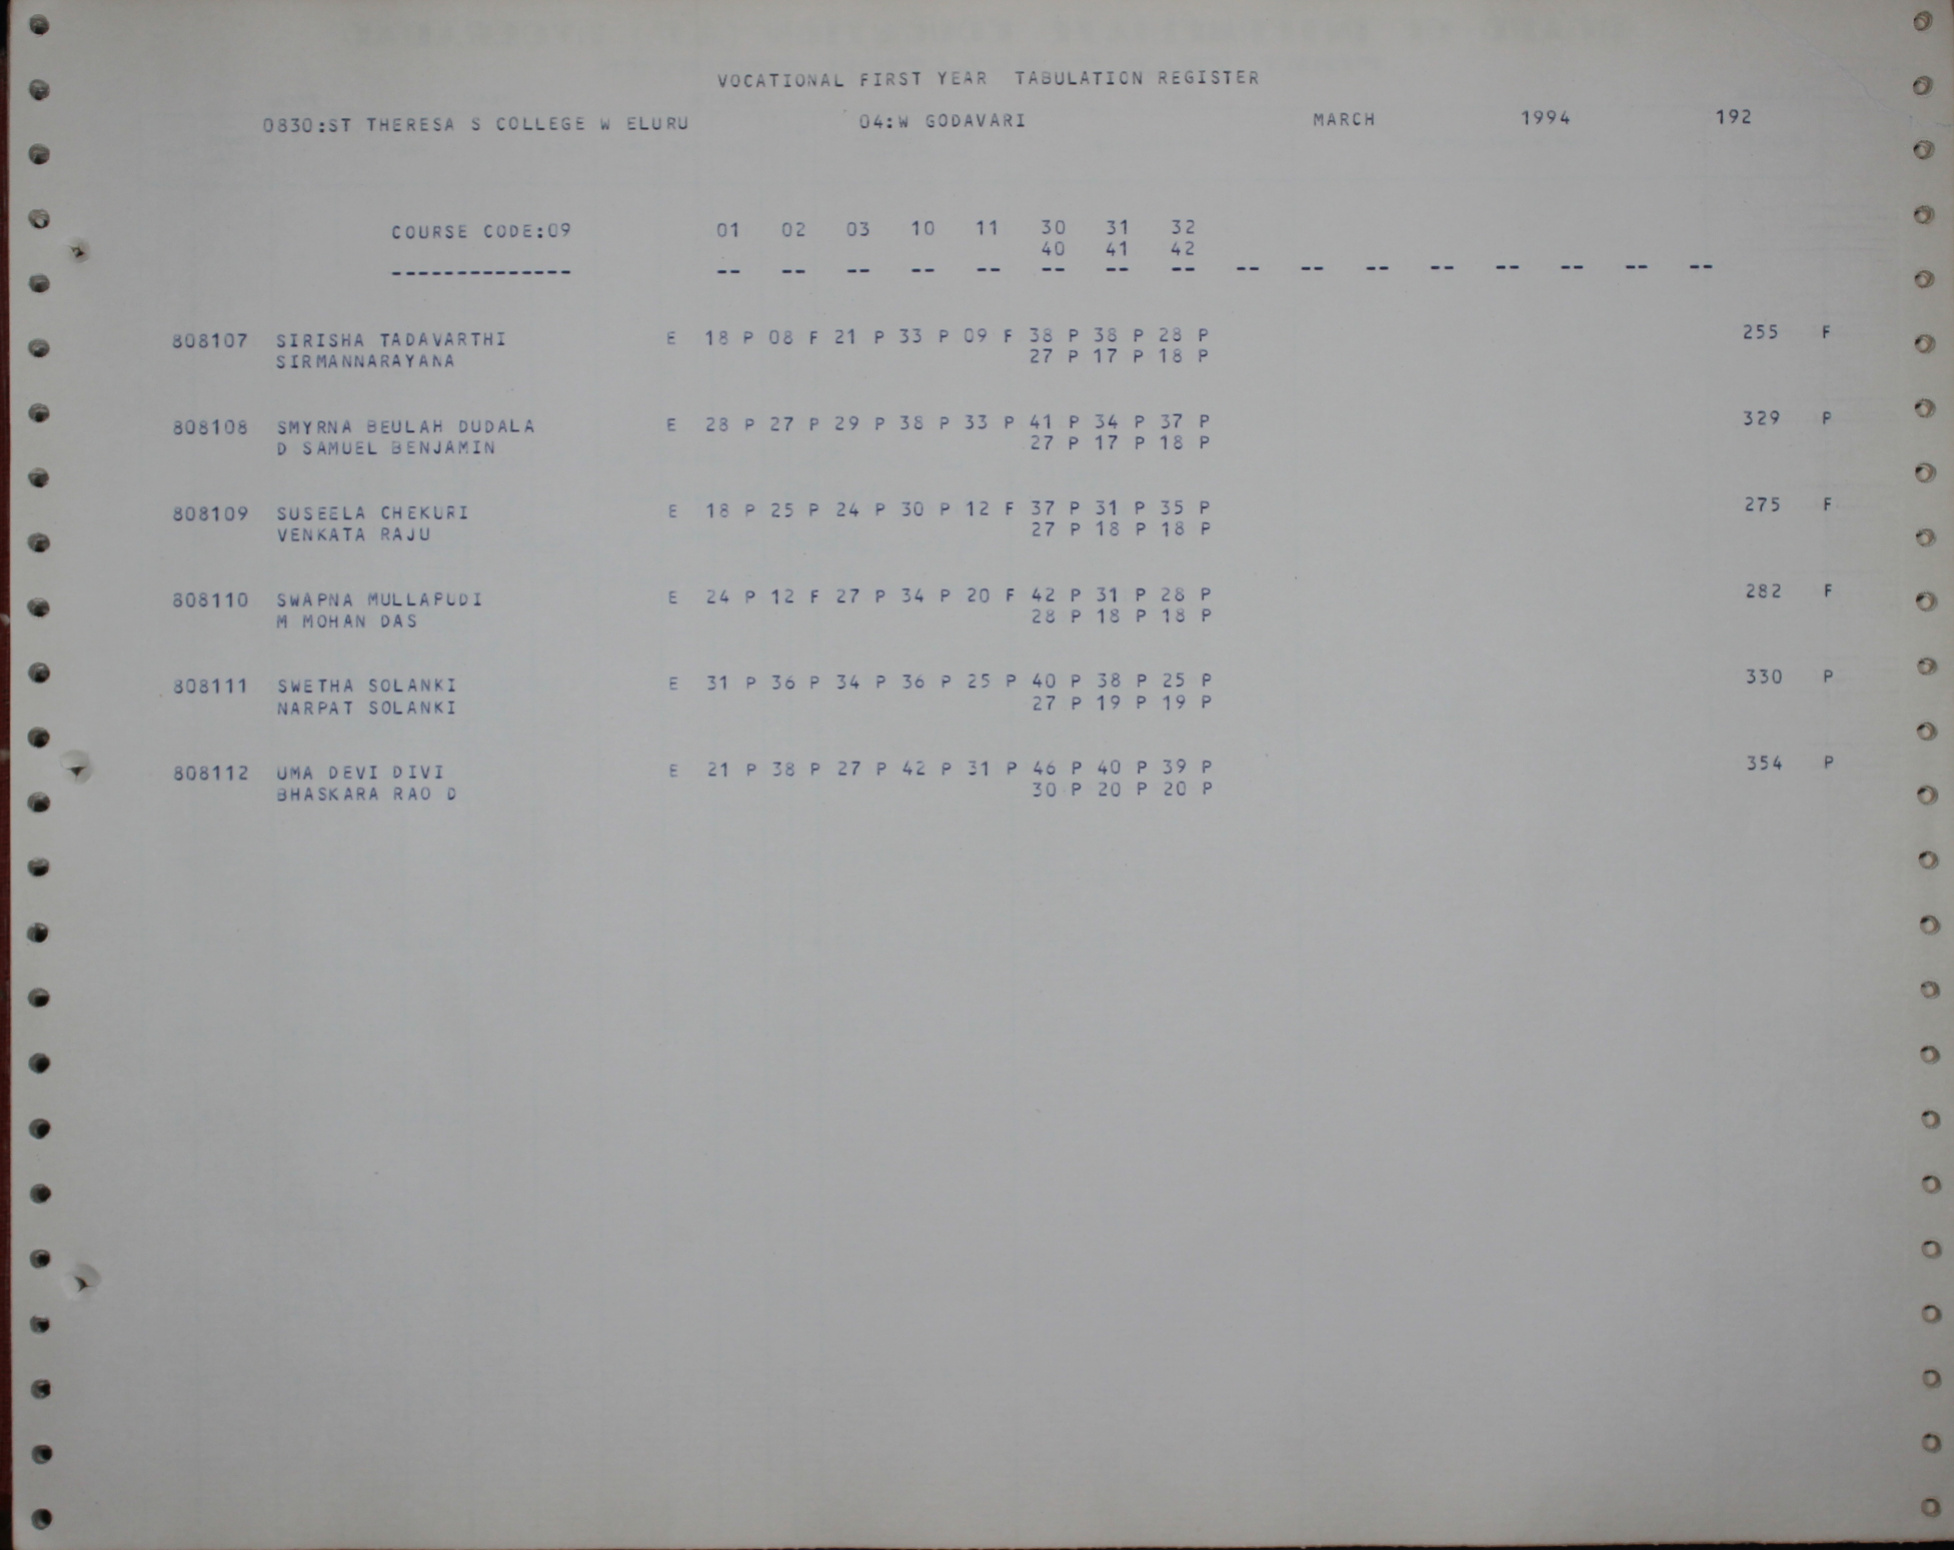 VOCATIONAL FIRST YEAR TABULATION REGISTER
0830:ST THERESA S COLLEGE W ELURU 04:W GODAVARI MARCH 1994 192
COURSE CODE:09 01 02 03 10 11 30 31 32
40 41 42
-------------- -- -- -- -- -- -- -- -- -- -- -- -- -- -- -- --
808107 SIRISHA TADAVARTHI E 18 P 08 F 21 P 33 P 09 F 38 P 38 P 28 P 255 F
SIRMANNARAYANA 27 P 17 P 18 P
808108 SMYRNA BEULAH DUDALA E 28 P 27 P 29 P 38 P 33 P 41 P 34 P 37 P 329 P
D SAMUEL BENJAMIN 27 P 17 P 18 P
808109 SUSEELA CHEKURI E 18 P 25 P 24 P 30 P 12 F 37 P 31 P 35 P 275 F
VENKATA RAJU 27 P 18 P 18 P
808110 SWAPNA MULLAPUDI E 24 P 12 F 27 P 34 P 20 F 42 P 31 P 28 P 282 F
M MOHAN DAS 28 P 18 P 18 P
808111 SWETHA SOLANKI E 31 P 36 P 34 P 36 P 25 P 40 P 38 P 25 P 330 P
NARPAT SOLANKI 27 P 19 P 19 P
808112 UMA DEVI DIVI E 21 P 38 P 27 P 42 P 31 P 46 P 40 P 39 P 354 P
BHASKARA RAO D 30 P 20 P 20 P